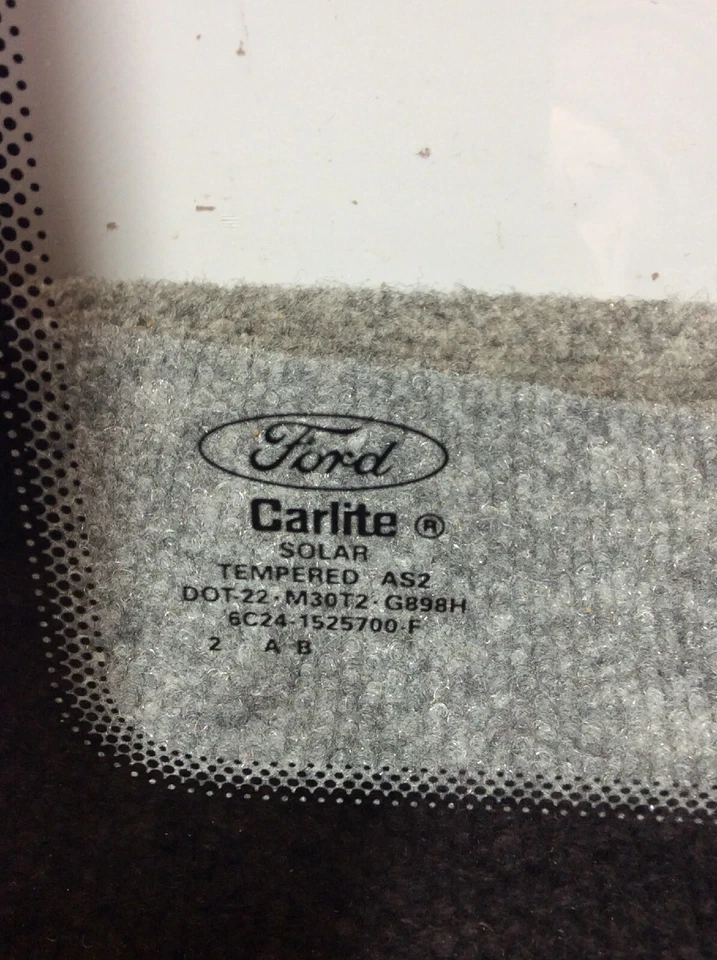 Ford
Carlite ®
SOLAR
TEMPERED AS2
DOT-22·M30T2·G898H
6C24-1525700-F
2 A B